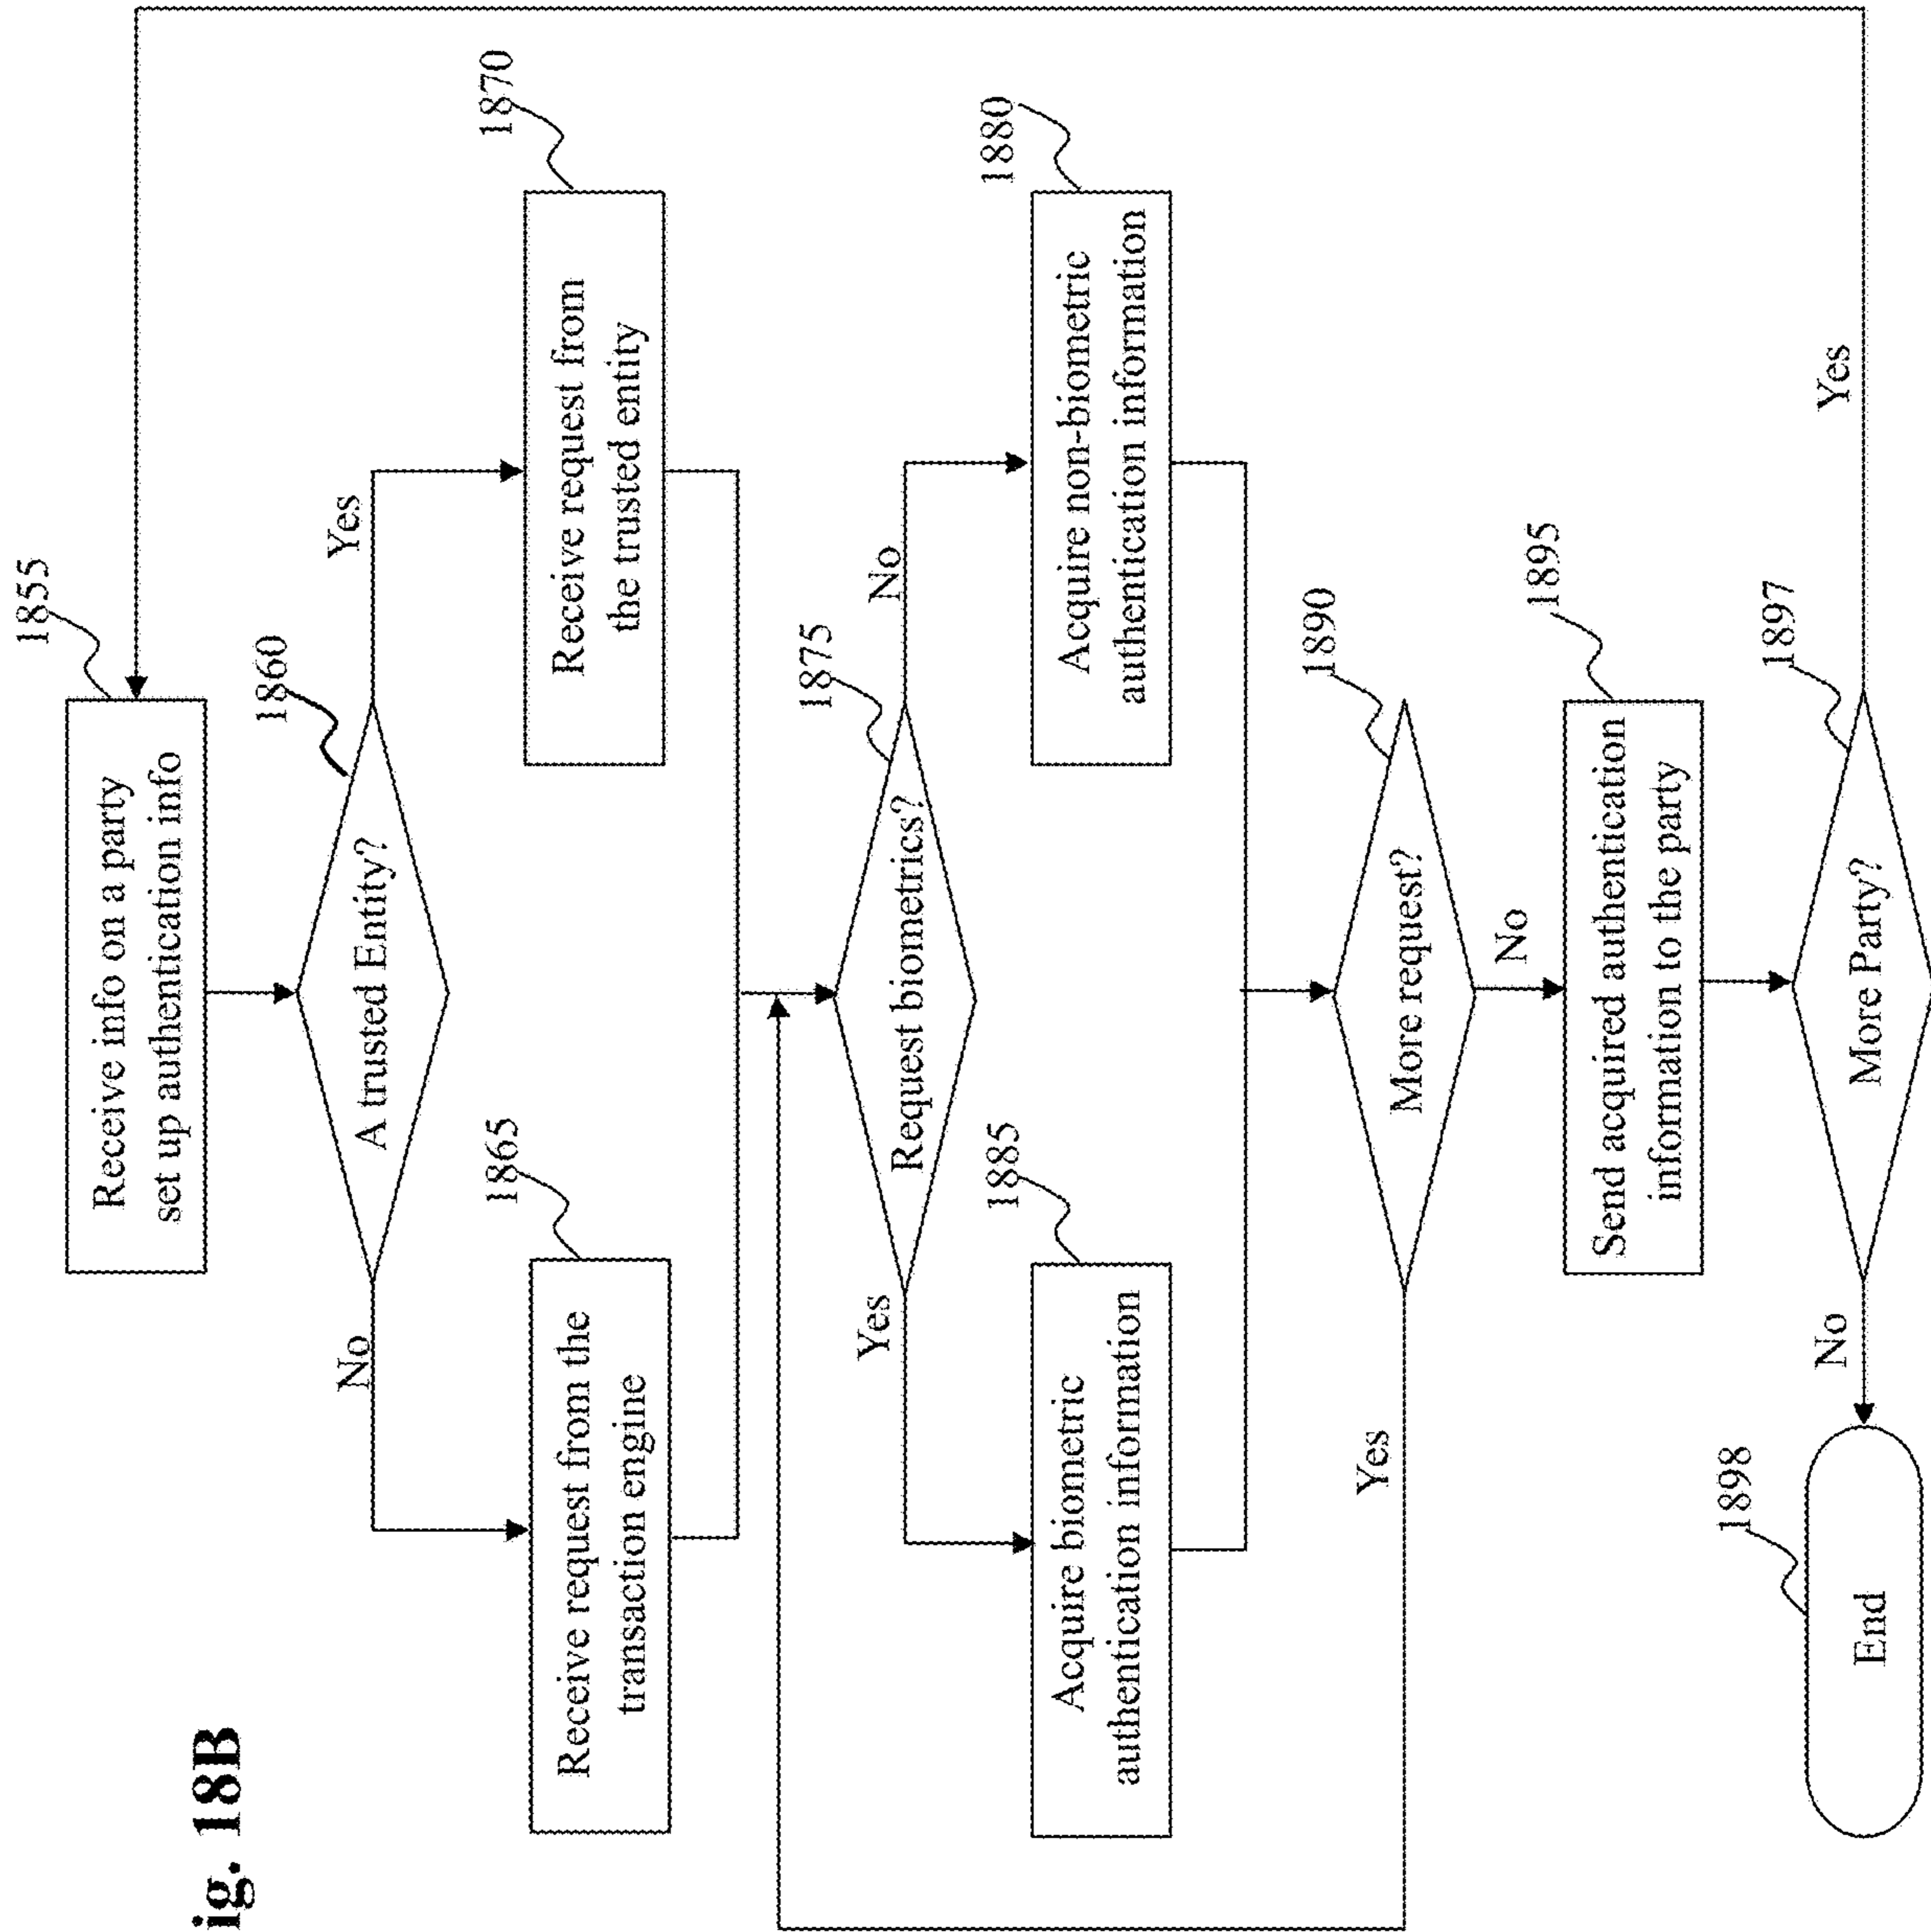 ig. 18B
1855
Receive info on a party
set up authentication info
1860
A trusted Entity?
No
Yes
1865
Receive request from the
transaction engine
1870
Receive request from
the trusted entity
1875
Request biometrics?
Yes
No
1885
Acquire biometric
authentication information
1880
Acquire non-biometric
authentication information
1890
More request?
Yes
No
1895
Send acquired authentication
information to the party
1897
More Party?
No
Yes
1898
End